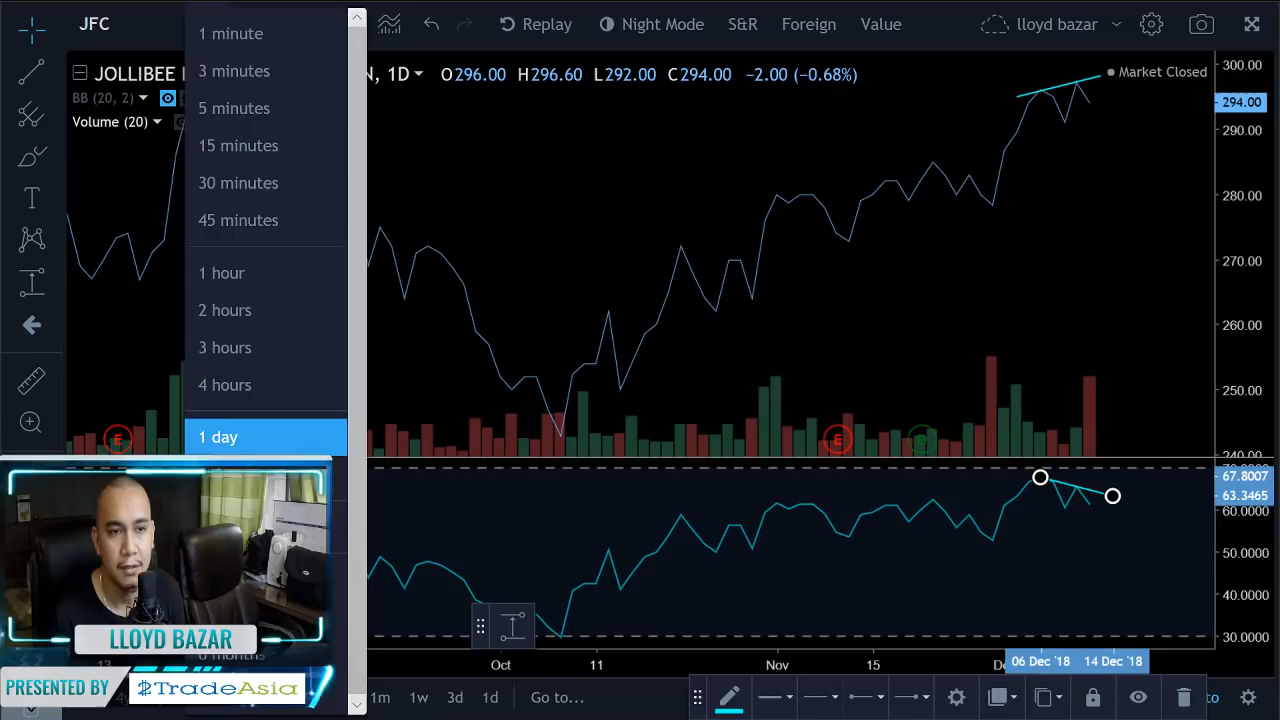 JFC
Replay
Night Mode
S&R
Foreign
Value
lloyd bazar
1 minute
3 minutes
5 minutes
15 minutes
30 minutes
45 minutes
1 hour
2 hours
3 hours
4 hours
1 day
JOLLIBEE
N, 1D
O296.00 H296.60 L292.00 C294.00 −2.00 (−0.68%)
Market Closed
BB (20, 2)
Volume (20)
300.00
294.00
290.00
280.00
270.00
260.00
250.00
240.00
E
E
D
67.8007
63.3465
60.0000
50.0000
40.0000
30.0000
Oct
11
Nov
15
06 Dec '18
14 Dec '18
LLOYD BAZAR
PRESENTED BY
$TradeAsia
1m
1w
3d
1d
Go to...